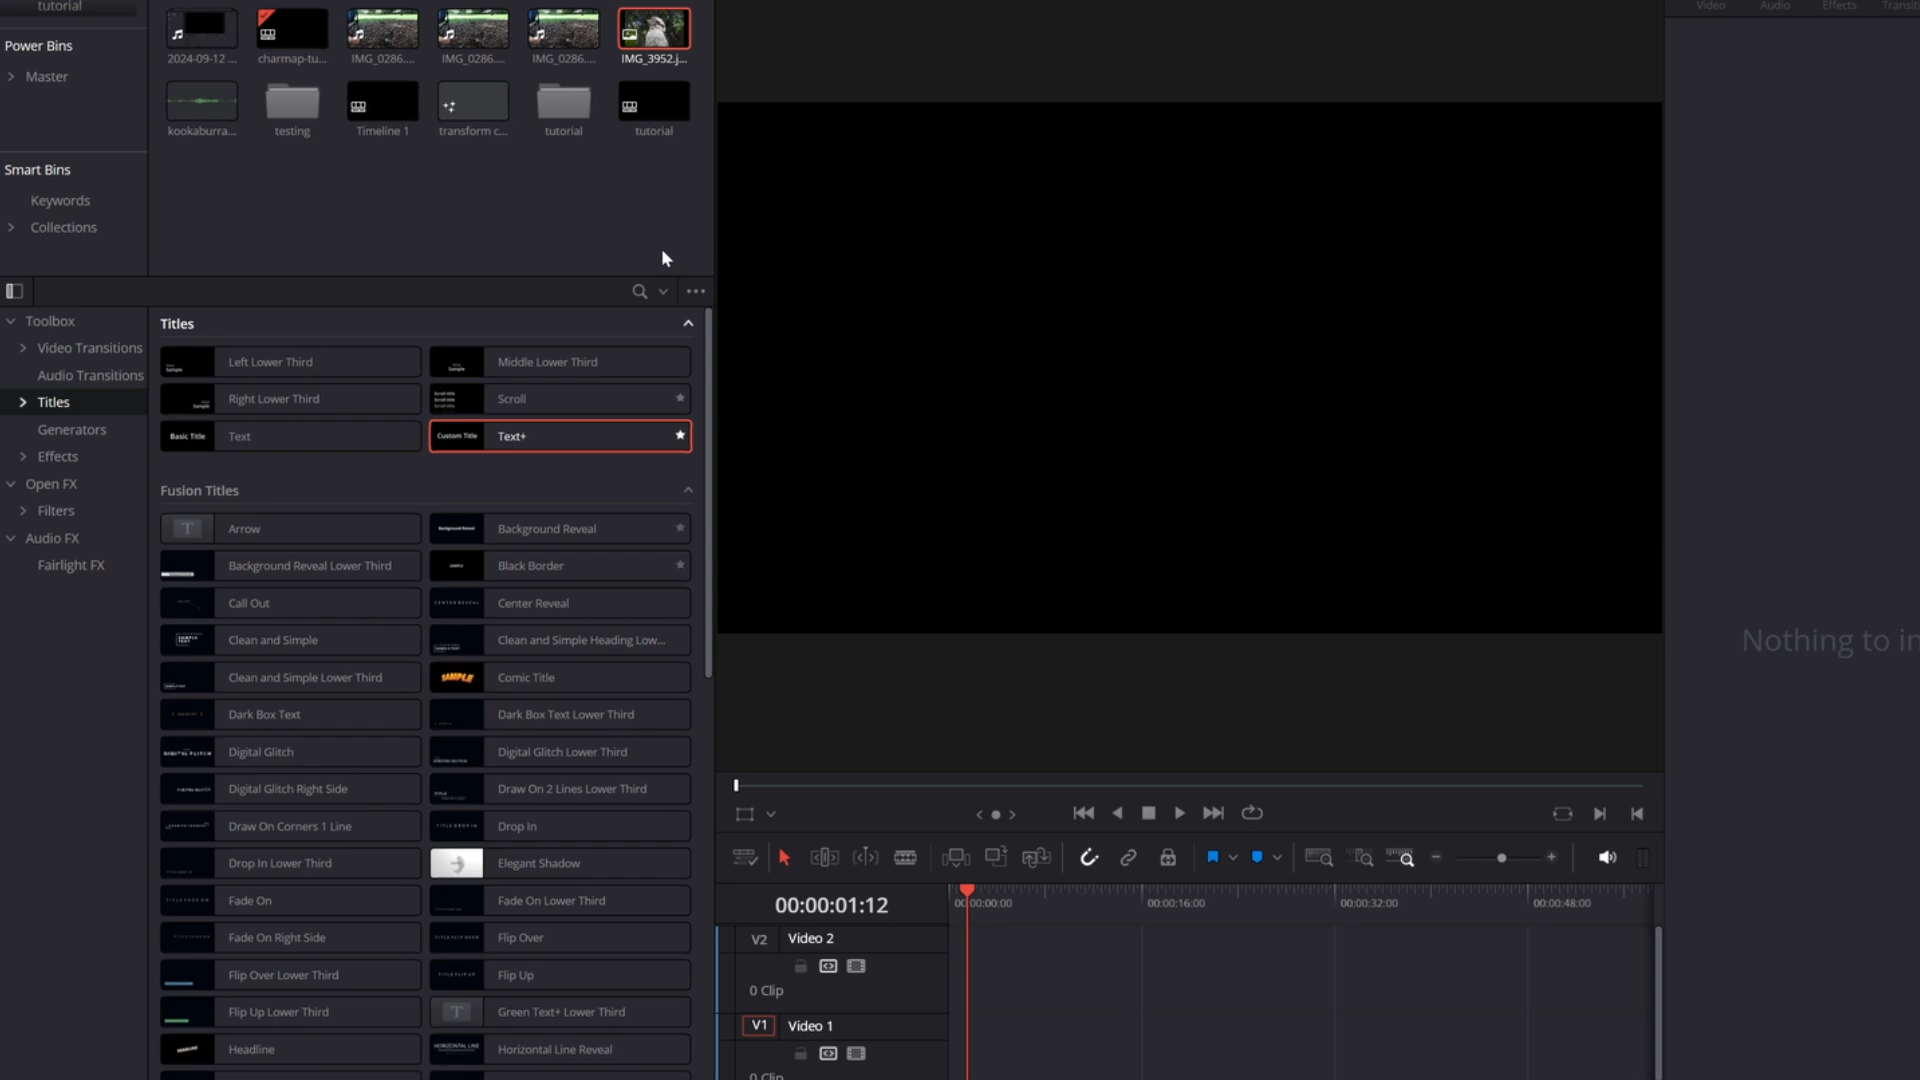 tutorial
Video Audio Effects
Power Bins
Master
2024-09-12 ...
charmap-tu...
IMG_0286....
IMG_0286....
IMG_0286....
IMG_3952.j...
kookaburra...
testing
Timeline 1
transform c...
tutorial
tutorial
Smart Bins
Keywords
Collections
Toolbox
Video Transitions
Audio Transitions
Titles
Generators
Effects
Open FX
Filters
Audio FX
Fairlight FX
Titles
Left Lower Third
Middle Lower Third
Right Lower Third
Scroll
Basic Title
Text
Custom Title
Text+
Fusion Titles
Arrow
Background Reveal
Background Reveal Lower Third
Black Border
Call Out
Center Reveal
Clean and Simple
Clean and Simple Heading Low...
Clean and Simple Lower Third
SAMPLE
Comic Title
Dark Box Text
Dark Box Text Lower Third
Digital Glitch
Digital Glitch Lower Third
Digital Glitch Right Side
Draw On 2 Lines Lower Third
Draw On Corners 1 Line
Drop In
Drop In Lower Third
Elegant Shadow
Fade On
Fade On Lower Third
Fade On Right Side
Flip Over
Flip Over Lower Third
Flip Up
Flip Up Lower Third
T
Green Text+ Lower Third
Headline
HORIZONTAL LINE
Horizontal Line Reveal
Nothing to in
00:00:01:12
00:00:00:00
00:00:16:00
00:00:32:00
00:00:48:00
V2 Video 2
0 Clip
V1 Video 1
0 Clip